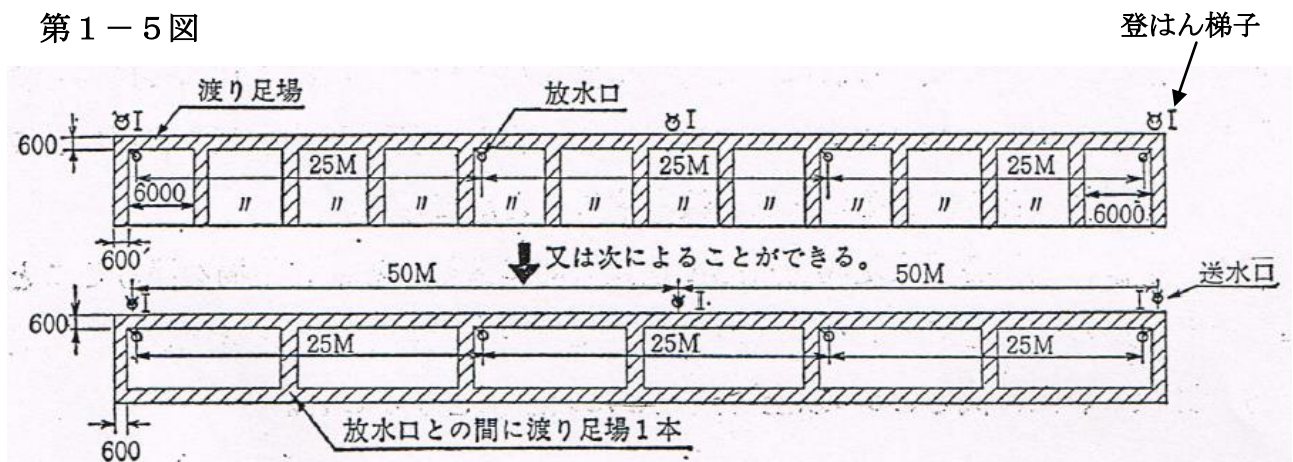 第1－5図
登はん梯子
渡り足場
放水口
I
I
I
600
25M
25M
25M
6000
〃 〃 〃 〃 〃 〃 〃 〃 〃 〃
6000
600
又は次によることができる。
50M
50M
送水口
I
I
I
600
25M
25M
25M
放水口との間に渡り足場1本
600